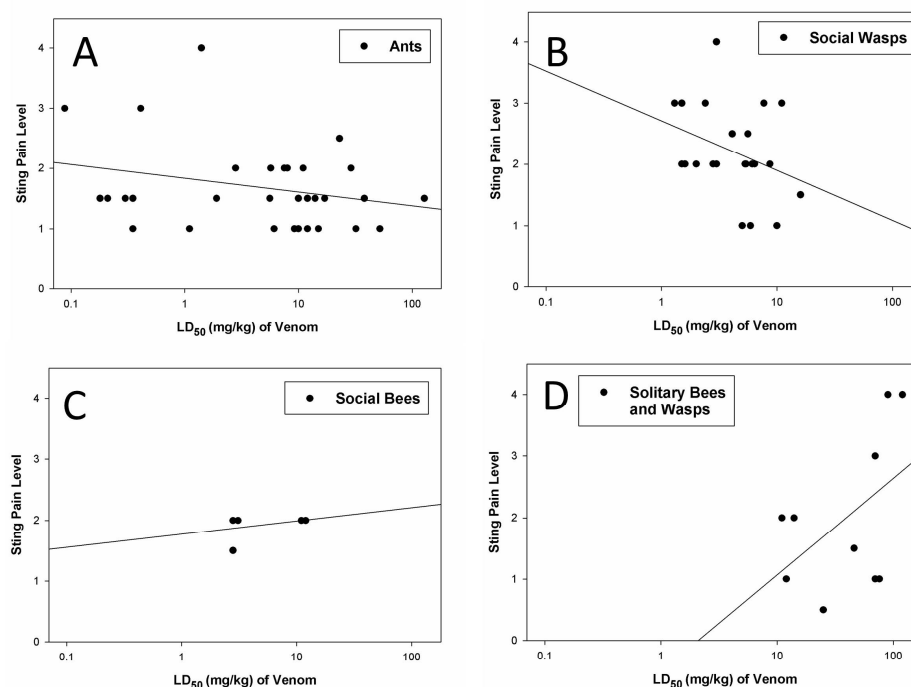 A
Ants
Sting Pain Level
4
3
2
1
0
0.1
1
10
100
LD50 (mg/kg) of Venom
B
Social Wasps
Sting Pain Level
4
3
2
1
0
0.1
1
10
100
LD50 (mg/kg) of Venom
C
Social Bees
Sting Pain Level
4
3
2
1
0
0.1
1
10
100
LD50 (mg/kg) of Venom
D
Solitary Bees
and Wasps
Sting Pain Level
4
3
2
1
0
0.1
1
10
100
LD50 (mg/kg) of Venom